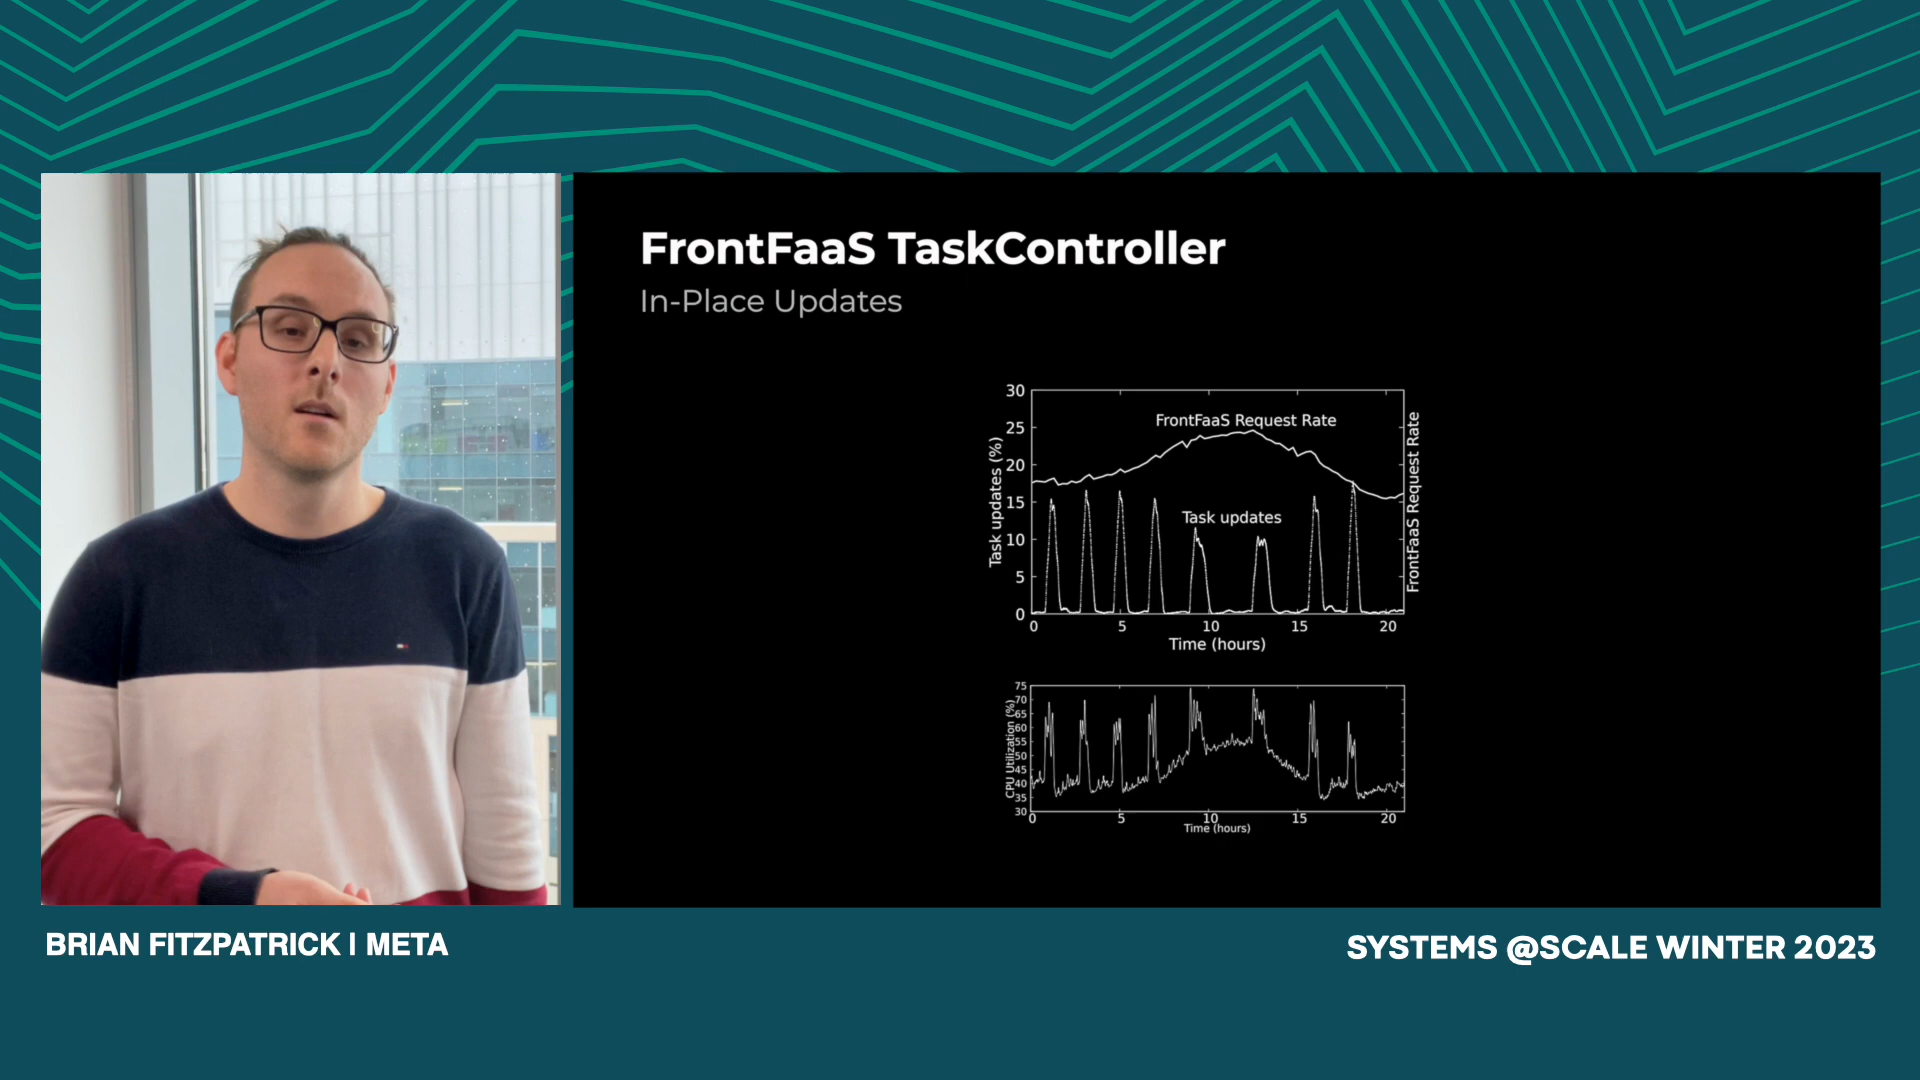 FrontFaaS TaskController
In-Place Updates
30
25
20
15
10
5
0
Task updates (%)
FrontFaaS Request Rate
Task updates
FrontFaaS Request Rate
0 5 10 15 20
Time (hours)
75
70
65
60
55
50
45
40
35
30
CPU Utilization (%)
0 5 10 15 20
Time (hours)
BRIAN FITZPATRICK | META
SYSTEMS @SCALE WINTER 2023